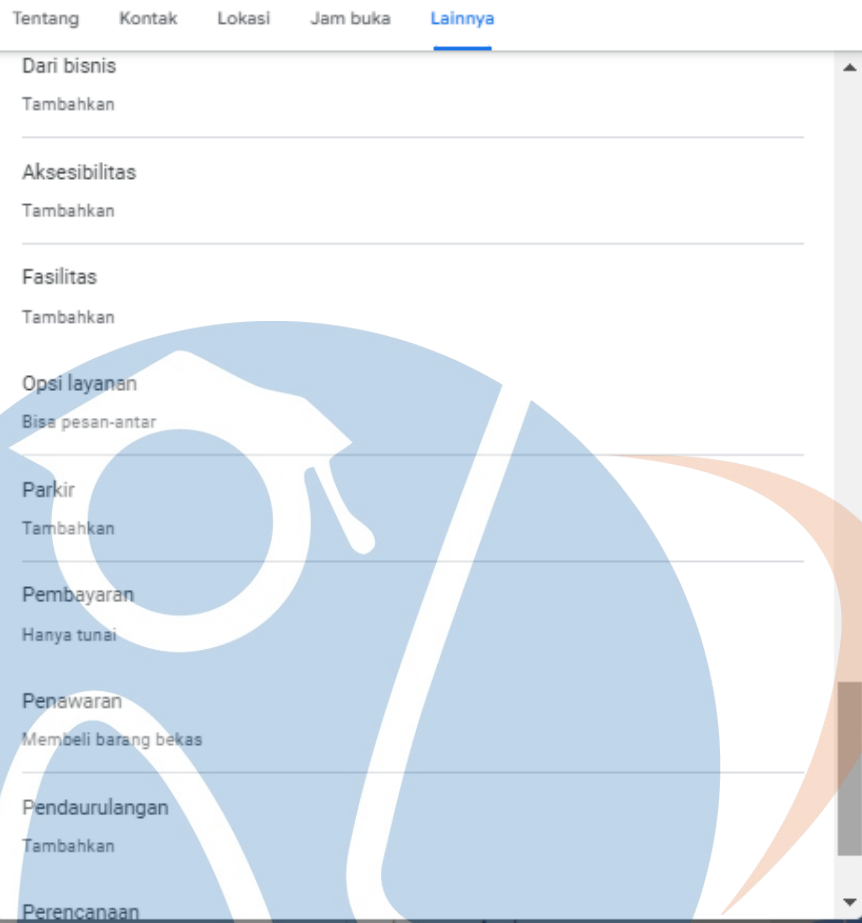 Tentang Kontak Lokasi Jam buka Lainnya
Dari bisnis
Tambahkan
Aksesibilitas
Tambahkan
Fasilitas
Tambahkan
Opsi layanan
Bisa pesan-antar
Parkir
Tambahkan
Pembayaran
Hanya tunai
Penawaran
Membeli barang bekas
Pendaurulangan
Tambahkan
Perencanaan